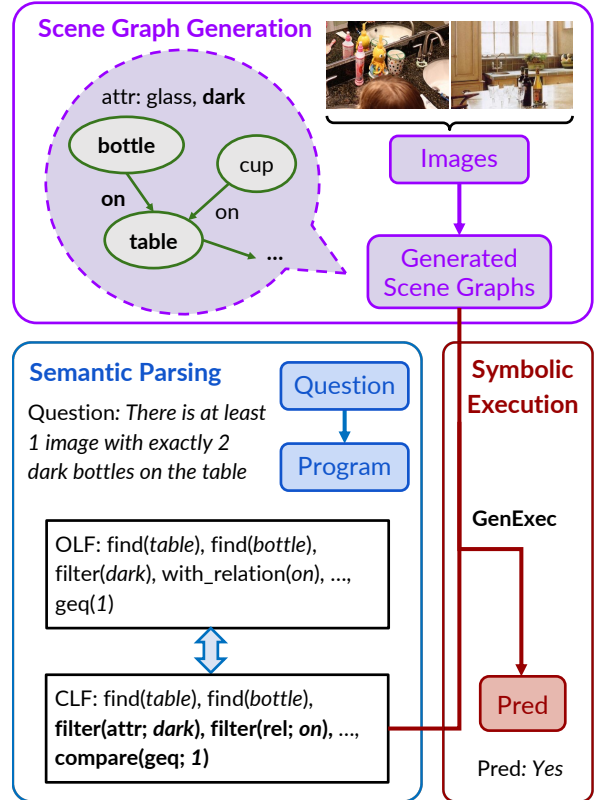 Scene Graph Generation
attr: glass, dark
bottle
cup
on
on
table
...
Images
Generated
Scene Graphs
Semantic Parsing
Question: There is at least
1 image with exactly 2
dark bottles on the table
Question
Program
OLF: find(table), find(bottle),
filter(dark), with_relation(on), ...,
geq(1)
CLF: find(table), find(bottle),
filter(attr; dark), filter(rel; on), ...,
compare(geq; 1)
Symbolic
Execution
GenExec
Pred
Pred: Yes